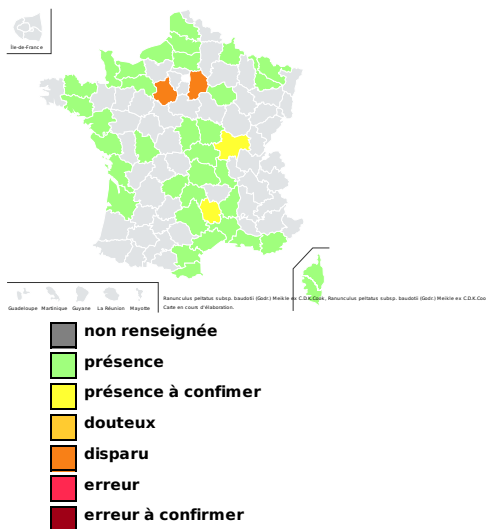 Île-de-France
Guadeloupe Martinique Guyane La Réunion Mayotte
Ranunculus peltatus subsp. baudotii (Godr.) Meikle ex C.D.K.Cook, Ranunculus peltatus subsp. baudotii (Godr.) Meikle ex C.D.K.Coo
Carte en cours d'élaboration.
non renseignée
présence
présence à confimer
douteux
disparu
erreur
erreur à confirmer